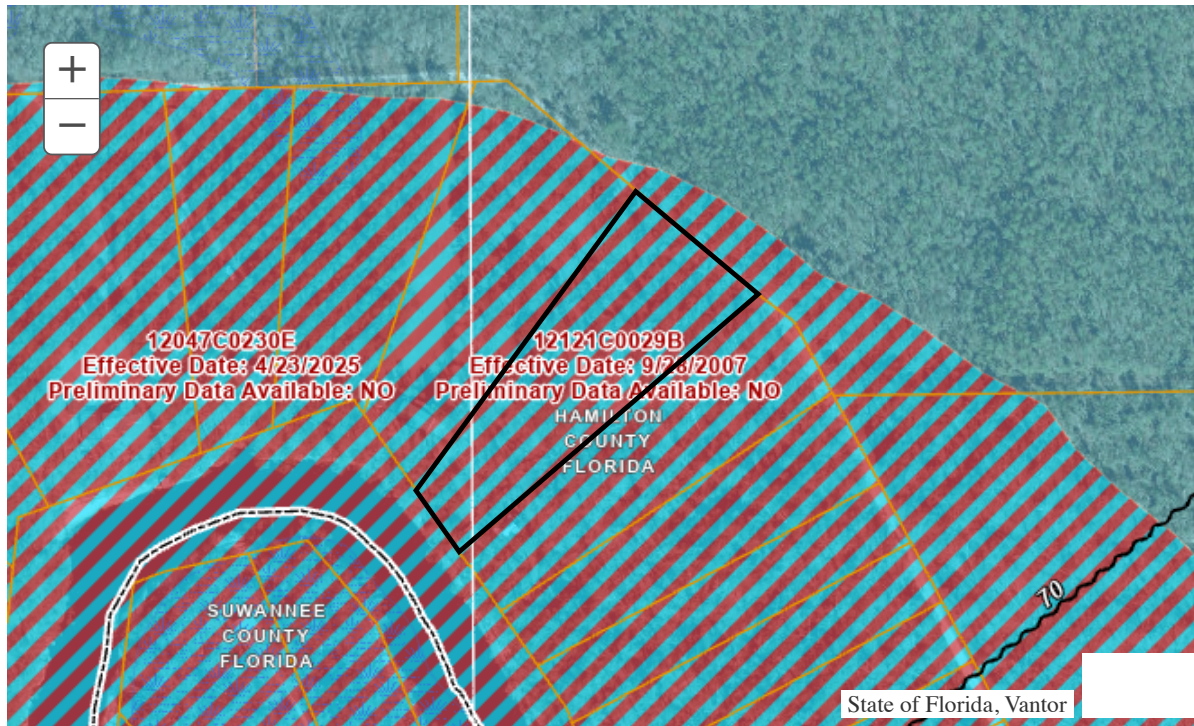 +
−
12047C0230E
Effective Date: 4/23/2025
Preliminary Data Available: NO
12121C0029B
Effective Date: 9/28/2007
Preliminary Data Available: NO
HAMILTON
COUNTY
FLORIDA
SUWANNEE
COUNTY
FLORIDA
70
State of Florida, Vantor